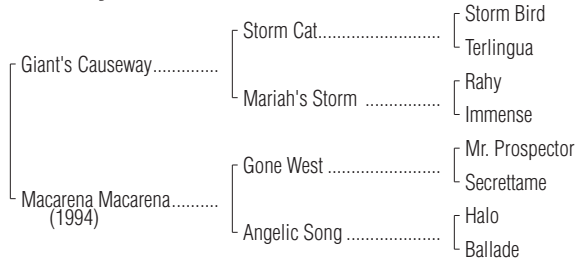 Storm Bird
Storm Cat....................................
Terlingua
Giant's Causeway..............
Rahy
Mariah's Storm ......................
Immense
Mr. Prospector
Gone West .................................
Secrettame
Macarena Macarena..........
(1994)
Halo
Angelic Song ...........................
Ballade